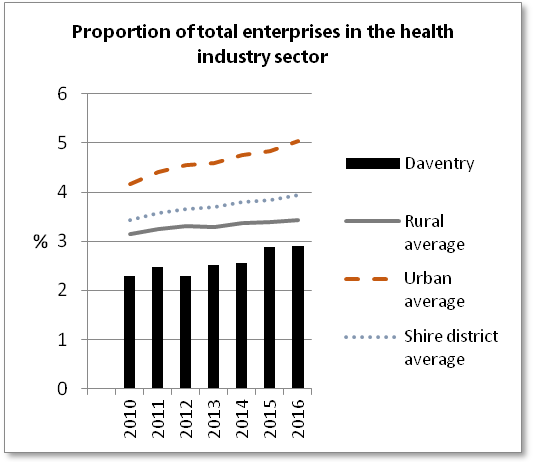 Proportion of total enterprises in the health
industry sector
6
5
4
3
2
1
0
%
2010
2011
2012
2013
2014
2015
2016
Daventry
Rural
average
Urban
average
Shire district
average